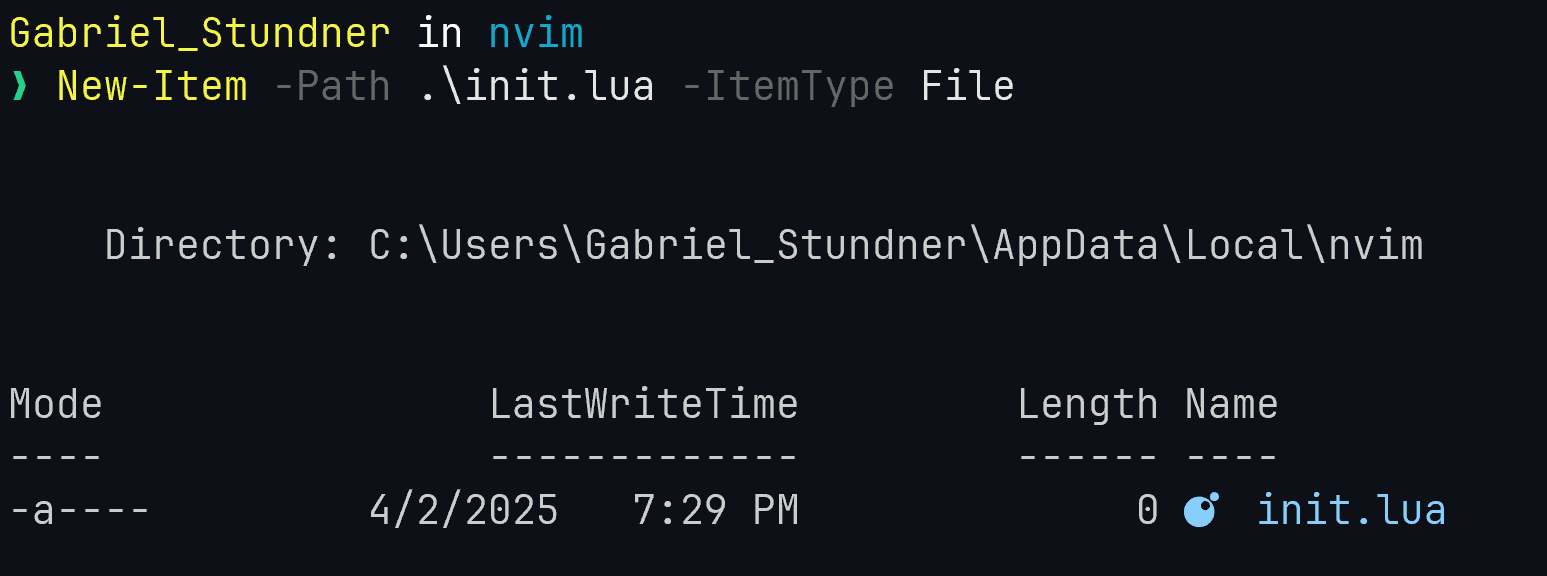 Gabriel_Stundner in nvim
❯ New-Item -Path .\init.lua -ItemType File
Directory: C:\Users\Gabriel_Stundner\AppData\Local\nvim
Mode LastWriteTime Length Name
---- ------------- ------ ----
-a---- 4/2/2025 7:29 PM 0 init.lua